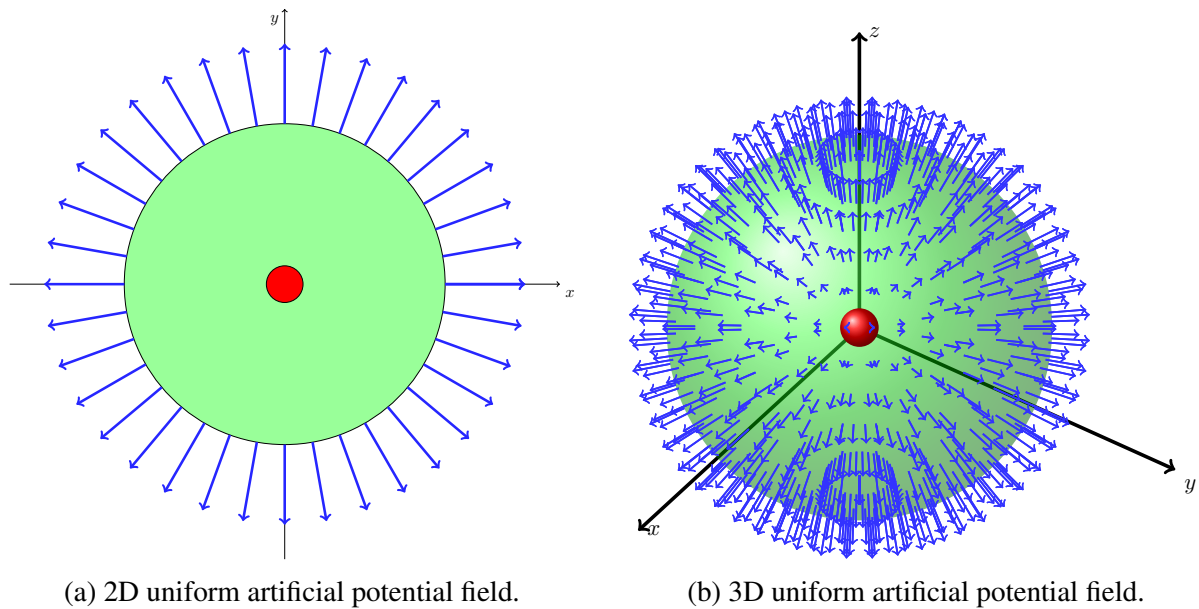 y
x
z
y
x
(a) 2D uniform artificial potential field.
(b) 3D uniform artificial potential field.